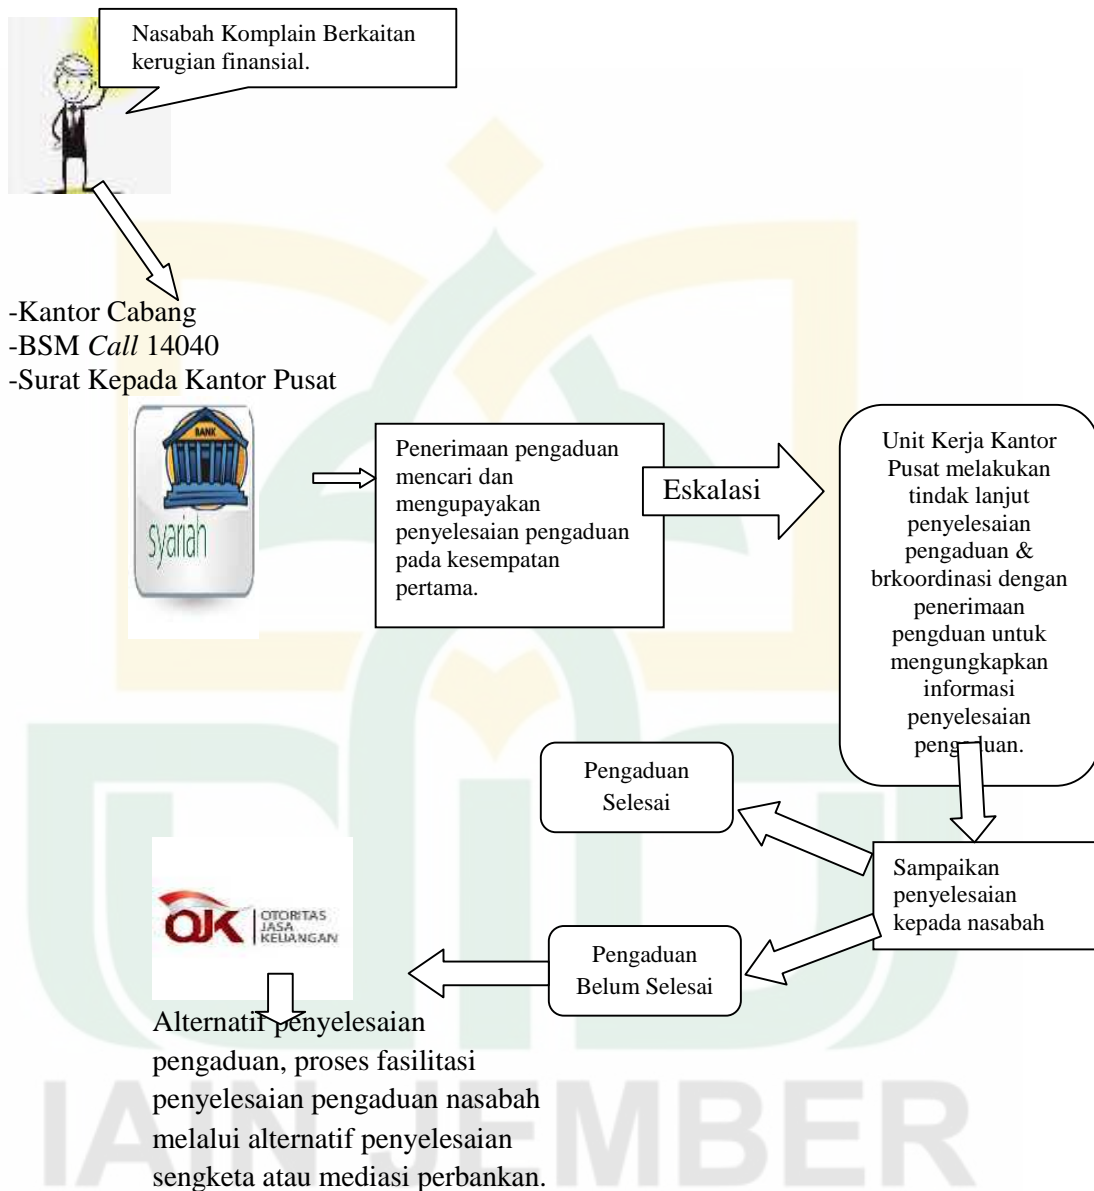 Nasabah Komplain Berkaitan
kerugian finansial.
-Kantor Cabang
-BSM Call 14040
-Surat Kepada Kantor Pusat
BANK
syariah
Penerimaan pengaduan
mencari dan
mengupayakan
penyelesaian pengaduan
pada kesempatan
pertama.
Eskalasi
Unit Kerja Kantor
Pusat melakukan
tindak lanjut
penyelesaian
pengaduan &
brkoordinasi dengan
penerimaan
pengduan untuk
mengungkapkan
informasi
penyelesaian
pengaduan.
Sampaikan
penyelesaian
kepada nasabah
Pengaduan
Selesai
Pengaduan
Belum Selesai
OJK
OTORITAS
JASA
KEUANGAN
Alternatif penyelesaian
pengaduan, proses fasilitasi
penyelesaian pengaduan nasabah
melalui alternatif penyelesaian
sengketa atau mediasi perbankan.
IAIN JEMBER